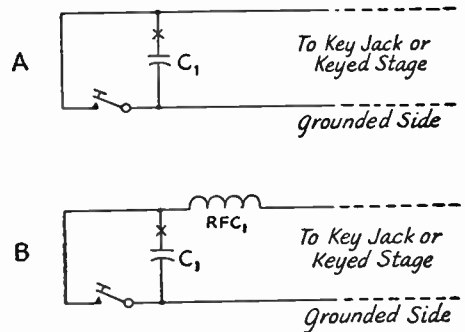 A
C₁
To Key Jack or
Keyed Stage
Grounded Side
B
RFC₁
C₁
To Key Jack or
Keyed Stage
Grounded Side